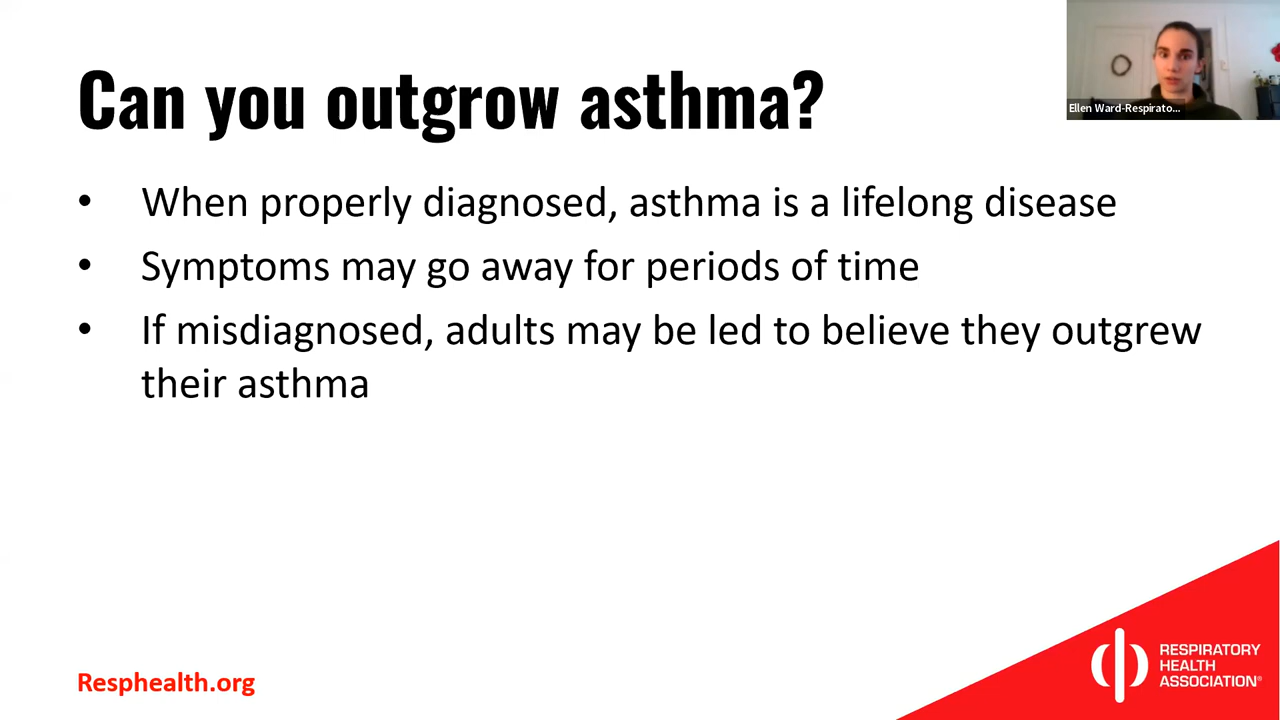 Can you outgrow asthma?
Ellen Ward-Respirato...
• When properly diagnosed, asthma is a lifelong disease
• Symptoms may go away for periods of time
• If misdiagnosed, adults may be led to believe they outgrew
their asthma
Resphealth.org
RESPIRATORY
HEALTH
ASSOCIATION®